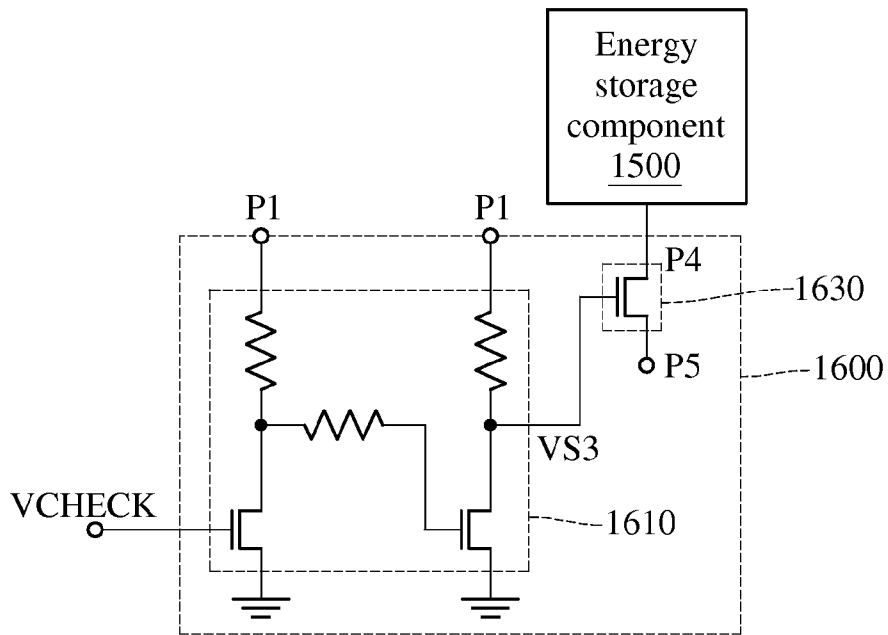 Energy
storage
component
1500
P1
P1
P4
1630
P5
1600
VS3
VCHECK
1610